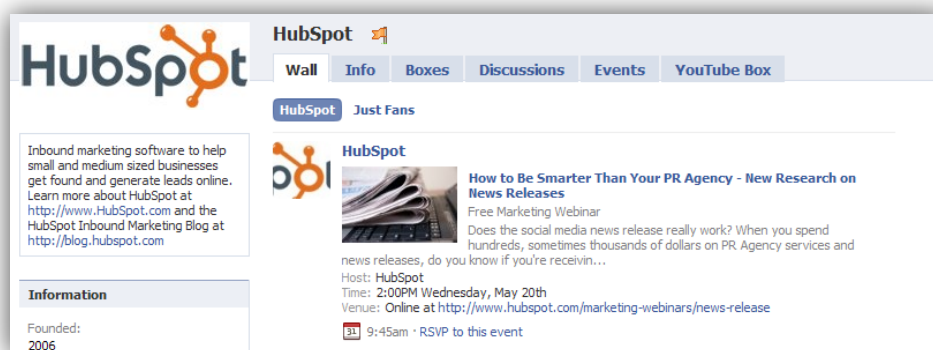 HubSpot
Inbound marketing software to help
small and medium sized businesses
get found and generate leads online.
Learn more about HubSpot at
http://www.HubSpot.com and the
HubSpot Inbound Marketing Blog at
http://blog.hubspot.com
Information
Founded:
2006
HubSpot
Wall Info Boxes Discussions Events YouTube Box
HubSpot Just Fans
HubSpot
How to Be Smarter Than Your PR Agency - New Research on
News Releases
Free Marketing Webinar
Does the social media news release really work? When you spend
hundreds, sometimes thousands of dollars on PR Agency services and
news releases, do you know if you're receivin...
Host: HubSpot
Time: 2:00PM Wednesday, May 20th
Venue: Online at http://www.hubspot.com/marketing-webinars/news-release
31 9:45am · RSVP to this event